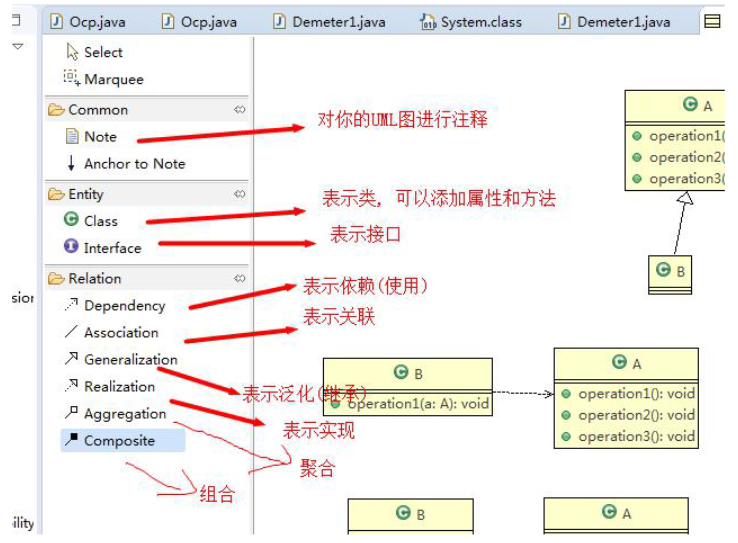 Ocp.java
Ocp.java
Demeter1.java
System.class
Demeter1.java
Select
Marquee
Common
Note
Anchor to Note
对你的UML图进行注释
Entity
Class
Interface
表示类, 可以添加属性和方法
表示接口
Relation
Dependency
Association
Generalization
Realization
Aggregation
Composite
表示依赖(使用)
表示关联
表示泛化(继承)
表示实现
聚合
组合
A
operation1(
operation2(
operation3(
B
B
operation1(a: A): void
A
operation1(): void
operation2(): void
operation3(): void
B
A
sior
ility